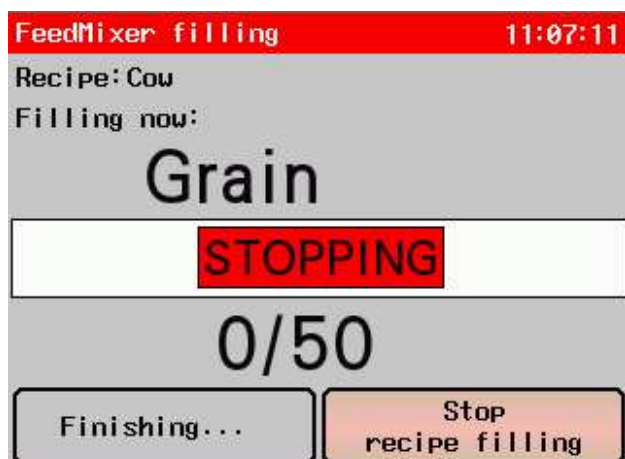 FeedMixer filling 11:07:11
Recipe:Cow
Filling now:
Grain
STOPPING
0/50
Finishing...
Stop
recipe filling